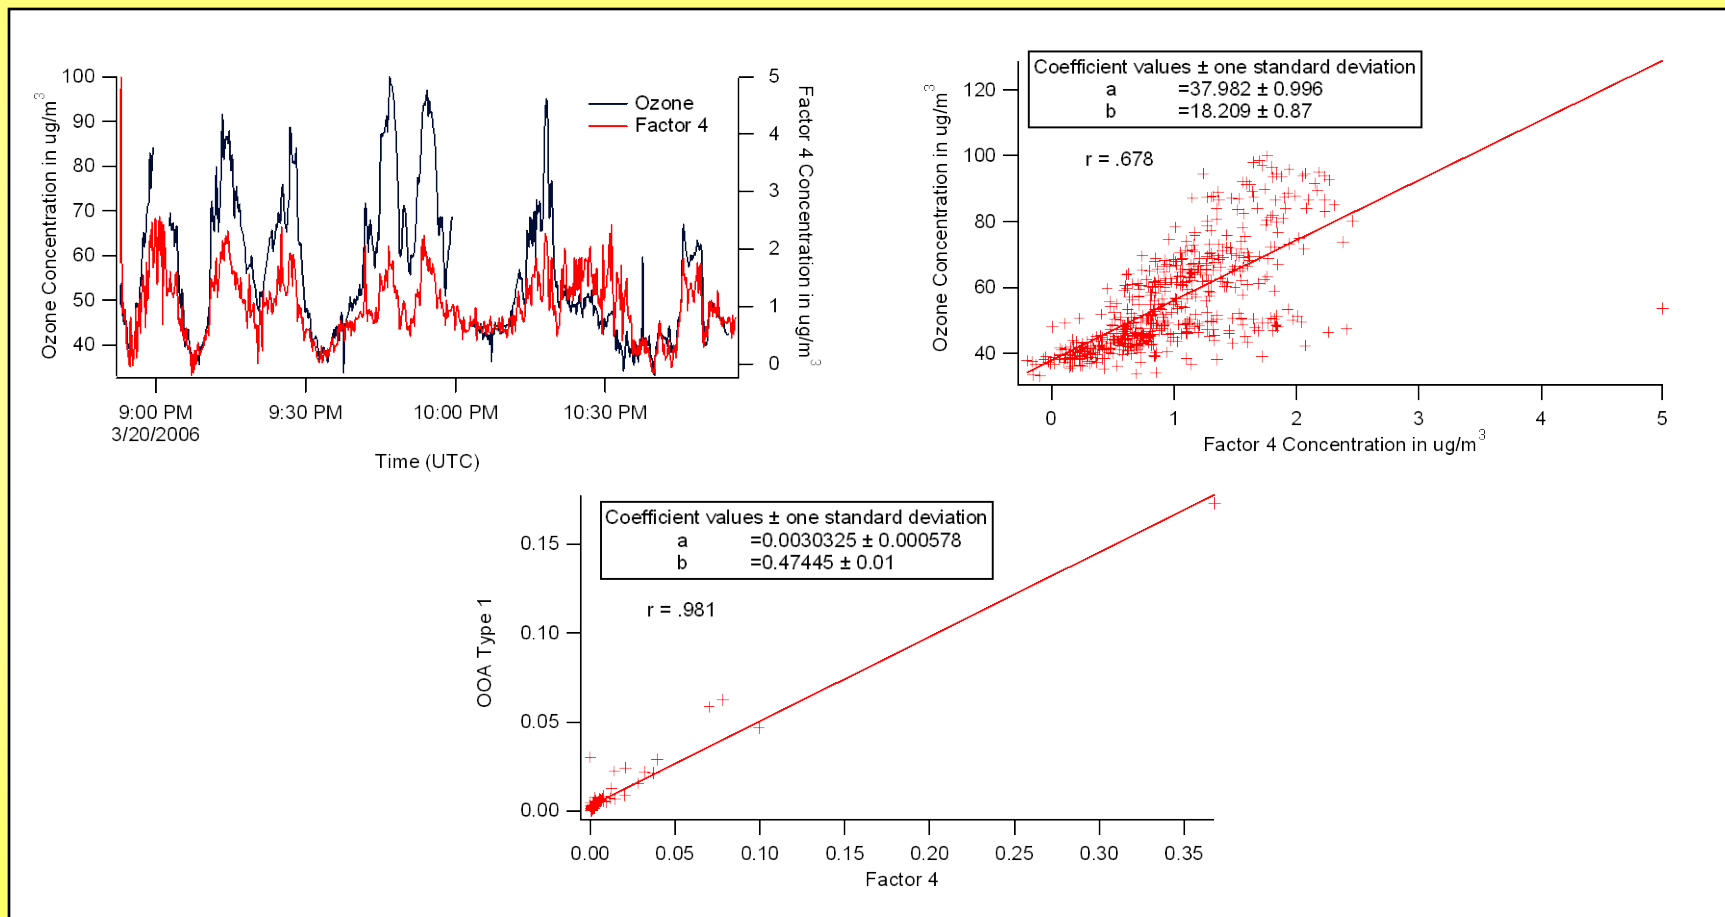 100
90
80
70
60
50
40
Ozone Concentration in ug/m³
Ozone
Factor 4
5
4
3
2
1
0
Factor 4 Concentration in ug/m³
9:00 PM 9:30 PM 10:00 PM 10:30 PM
3/20/2006
Time (UTC)
Coefficient values ± one standard deviation
a =37.982 ± 0.996
b =18.209 ± 0.87
r = .678
120
100
80
60
40
Ozone Concentration in ug/m³
0 1 2 3 4 5
Factor 4 Concentration in ug/m³
Coefficient values ± one standard deviation
a =0.0030325 ± 0.000578
b =0.47445 ± 0.01
r = .981
0.15
0.10
0.05
0.00
OOA Type 1
0.00 0.05 0.10 0.15 0.20 0.25 0.30 0.35
Factor 4